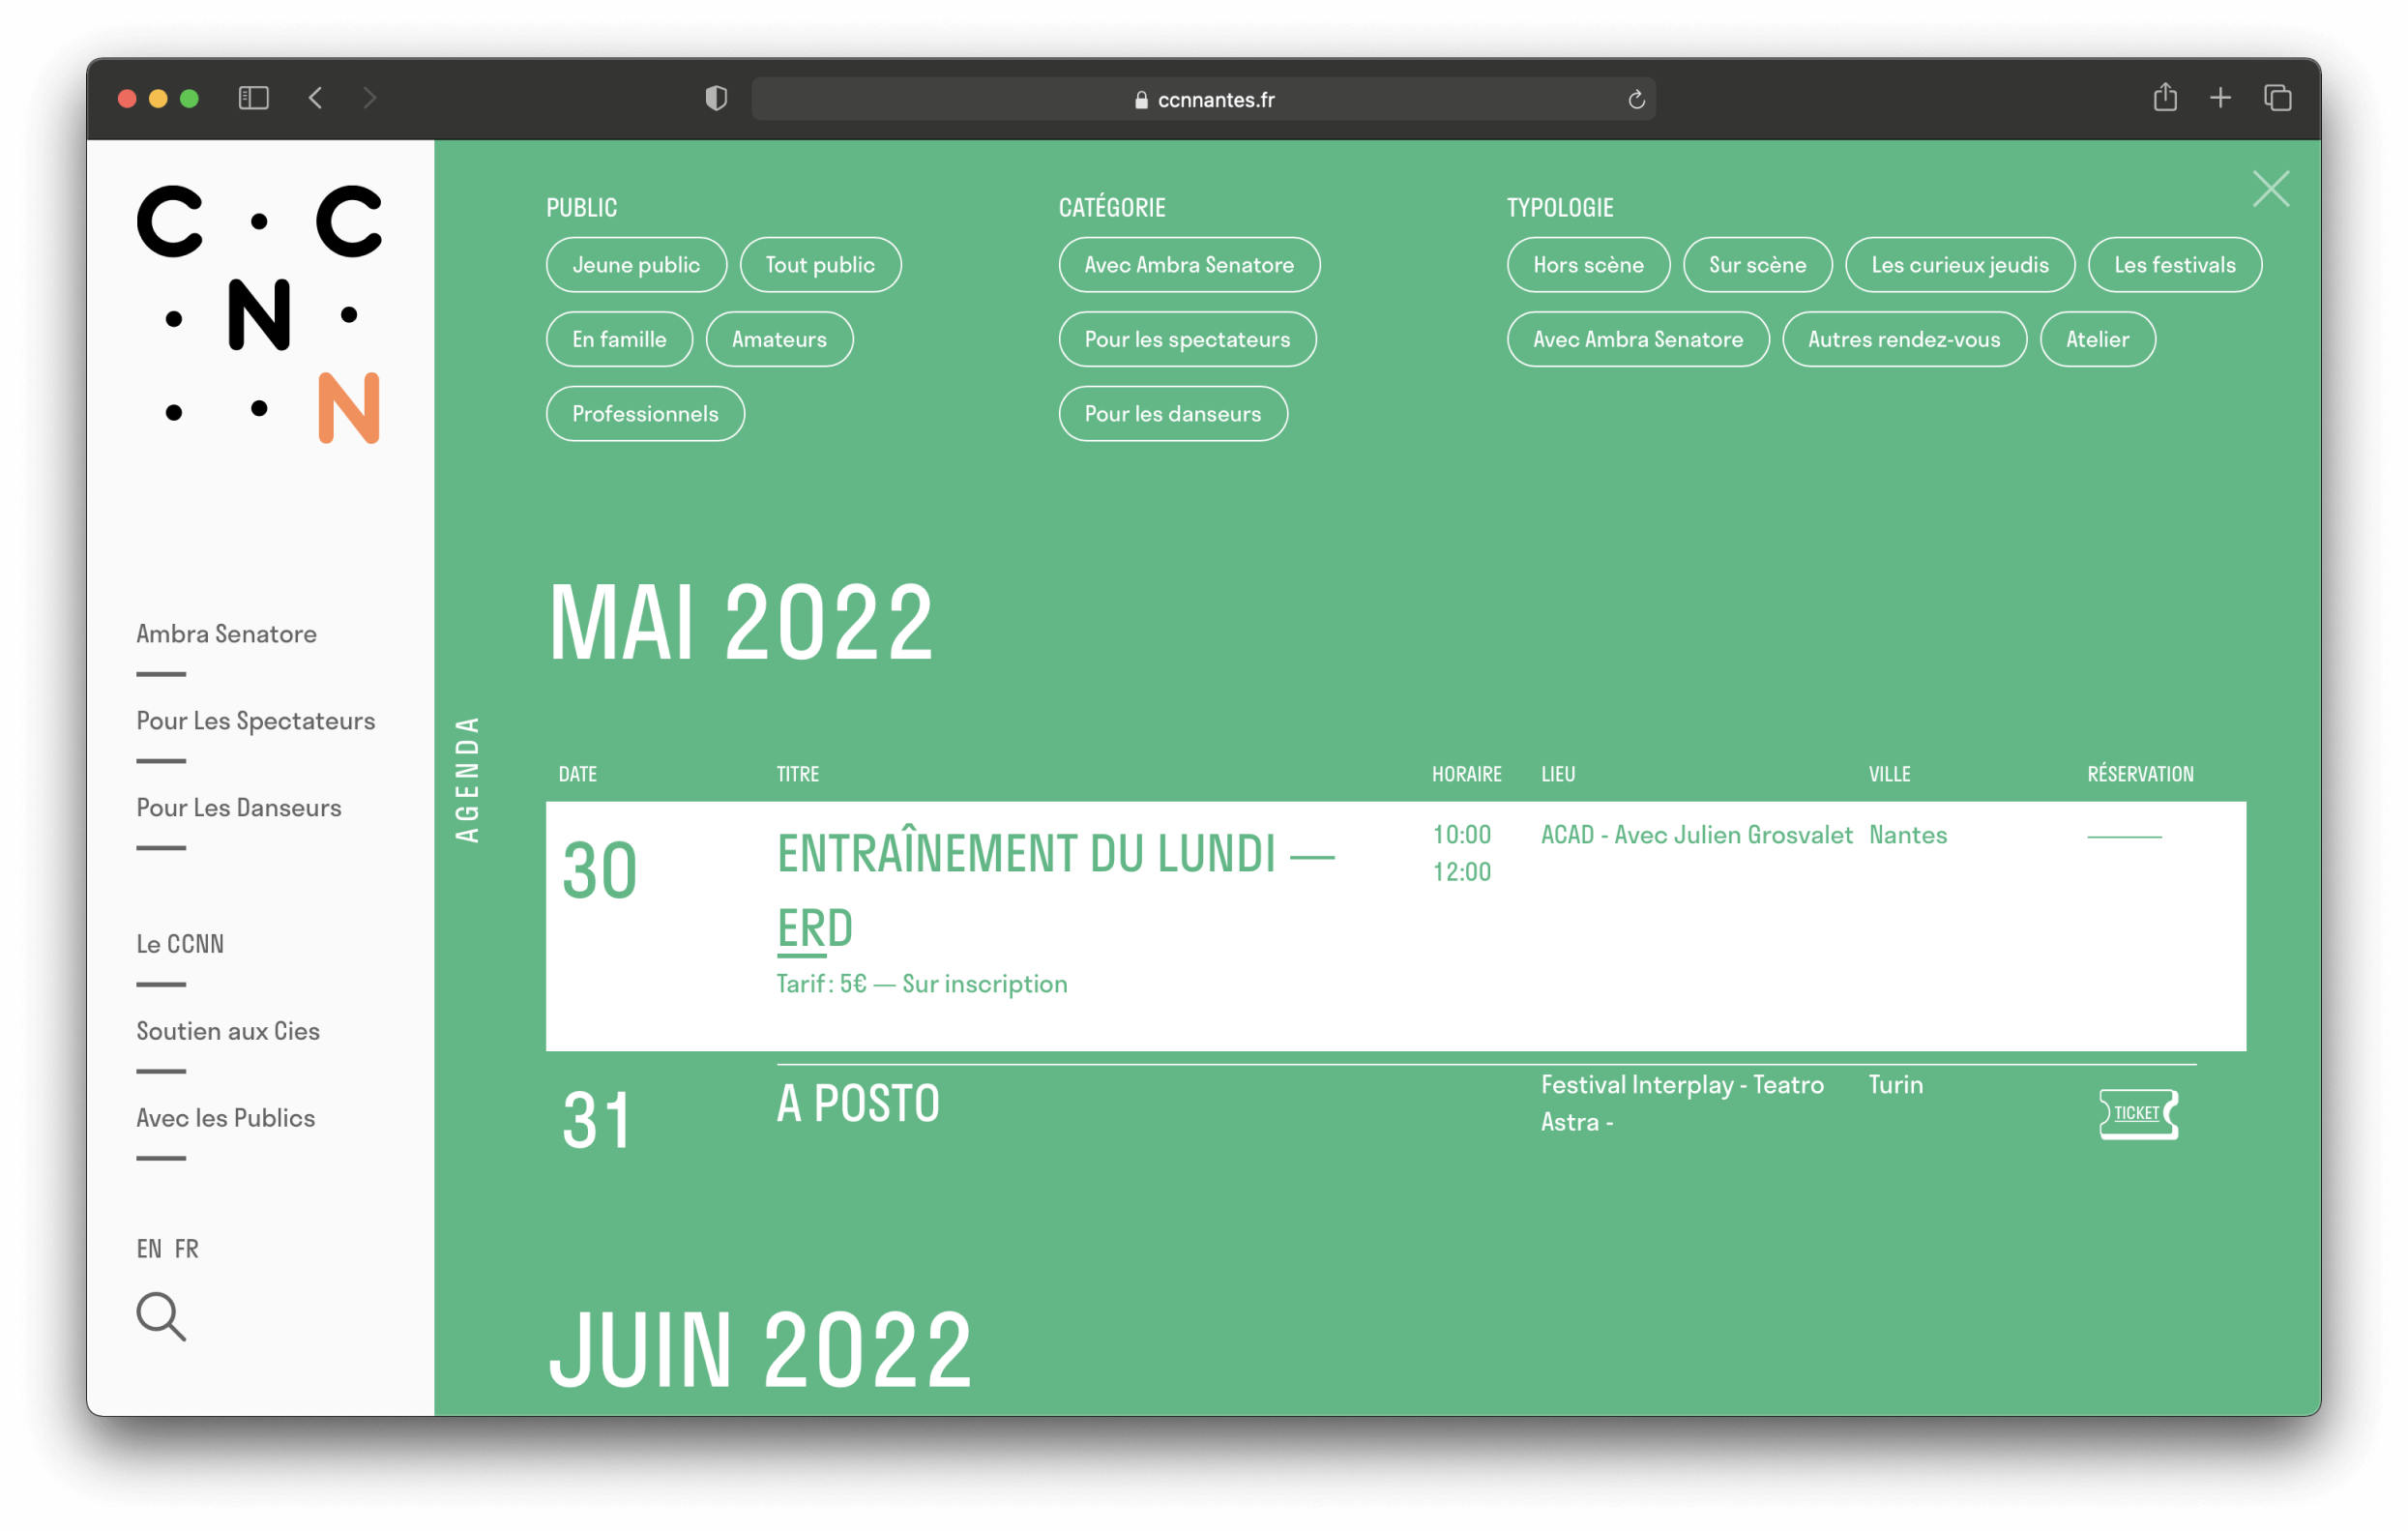 ccnnantes.fr
C · C
· N ·
· · N
Ambra Senatore
Pour Les Spectateurs
Pour Les Danseurs
Le CCNN
Soutien aux Cies
Avec les Publics
EN FR
AGENDA
PUBLIC
Jeune public Tout public
En famille Amateurs
Professionnels
CATÉGORIE
Avec Ambra Senatore
Pour les spectateurs
Pour les danseurs
TYPOLOGIE
Hors scène Sur scène Les curieux jeudis Les festivals
Avec Ambra Senatore Autres rendez-vous Atelier
MAI 2022
DATE TITRE HORAIRE LIEU VILLE RÉSERVATION
30 ENTRAÎNEMENT DU LUNDI — 10:00 ACAD - Avec Julien Grosvalet Nantes
12:00
ERD
Tarif : 5€ — Sur inscription
31 A POSTO Festival Interplay - Teatro Turin TICKET
Astra -
JUIN 2022